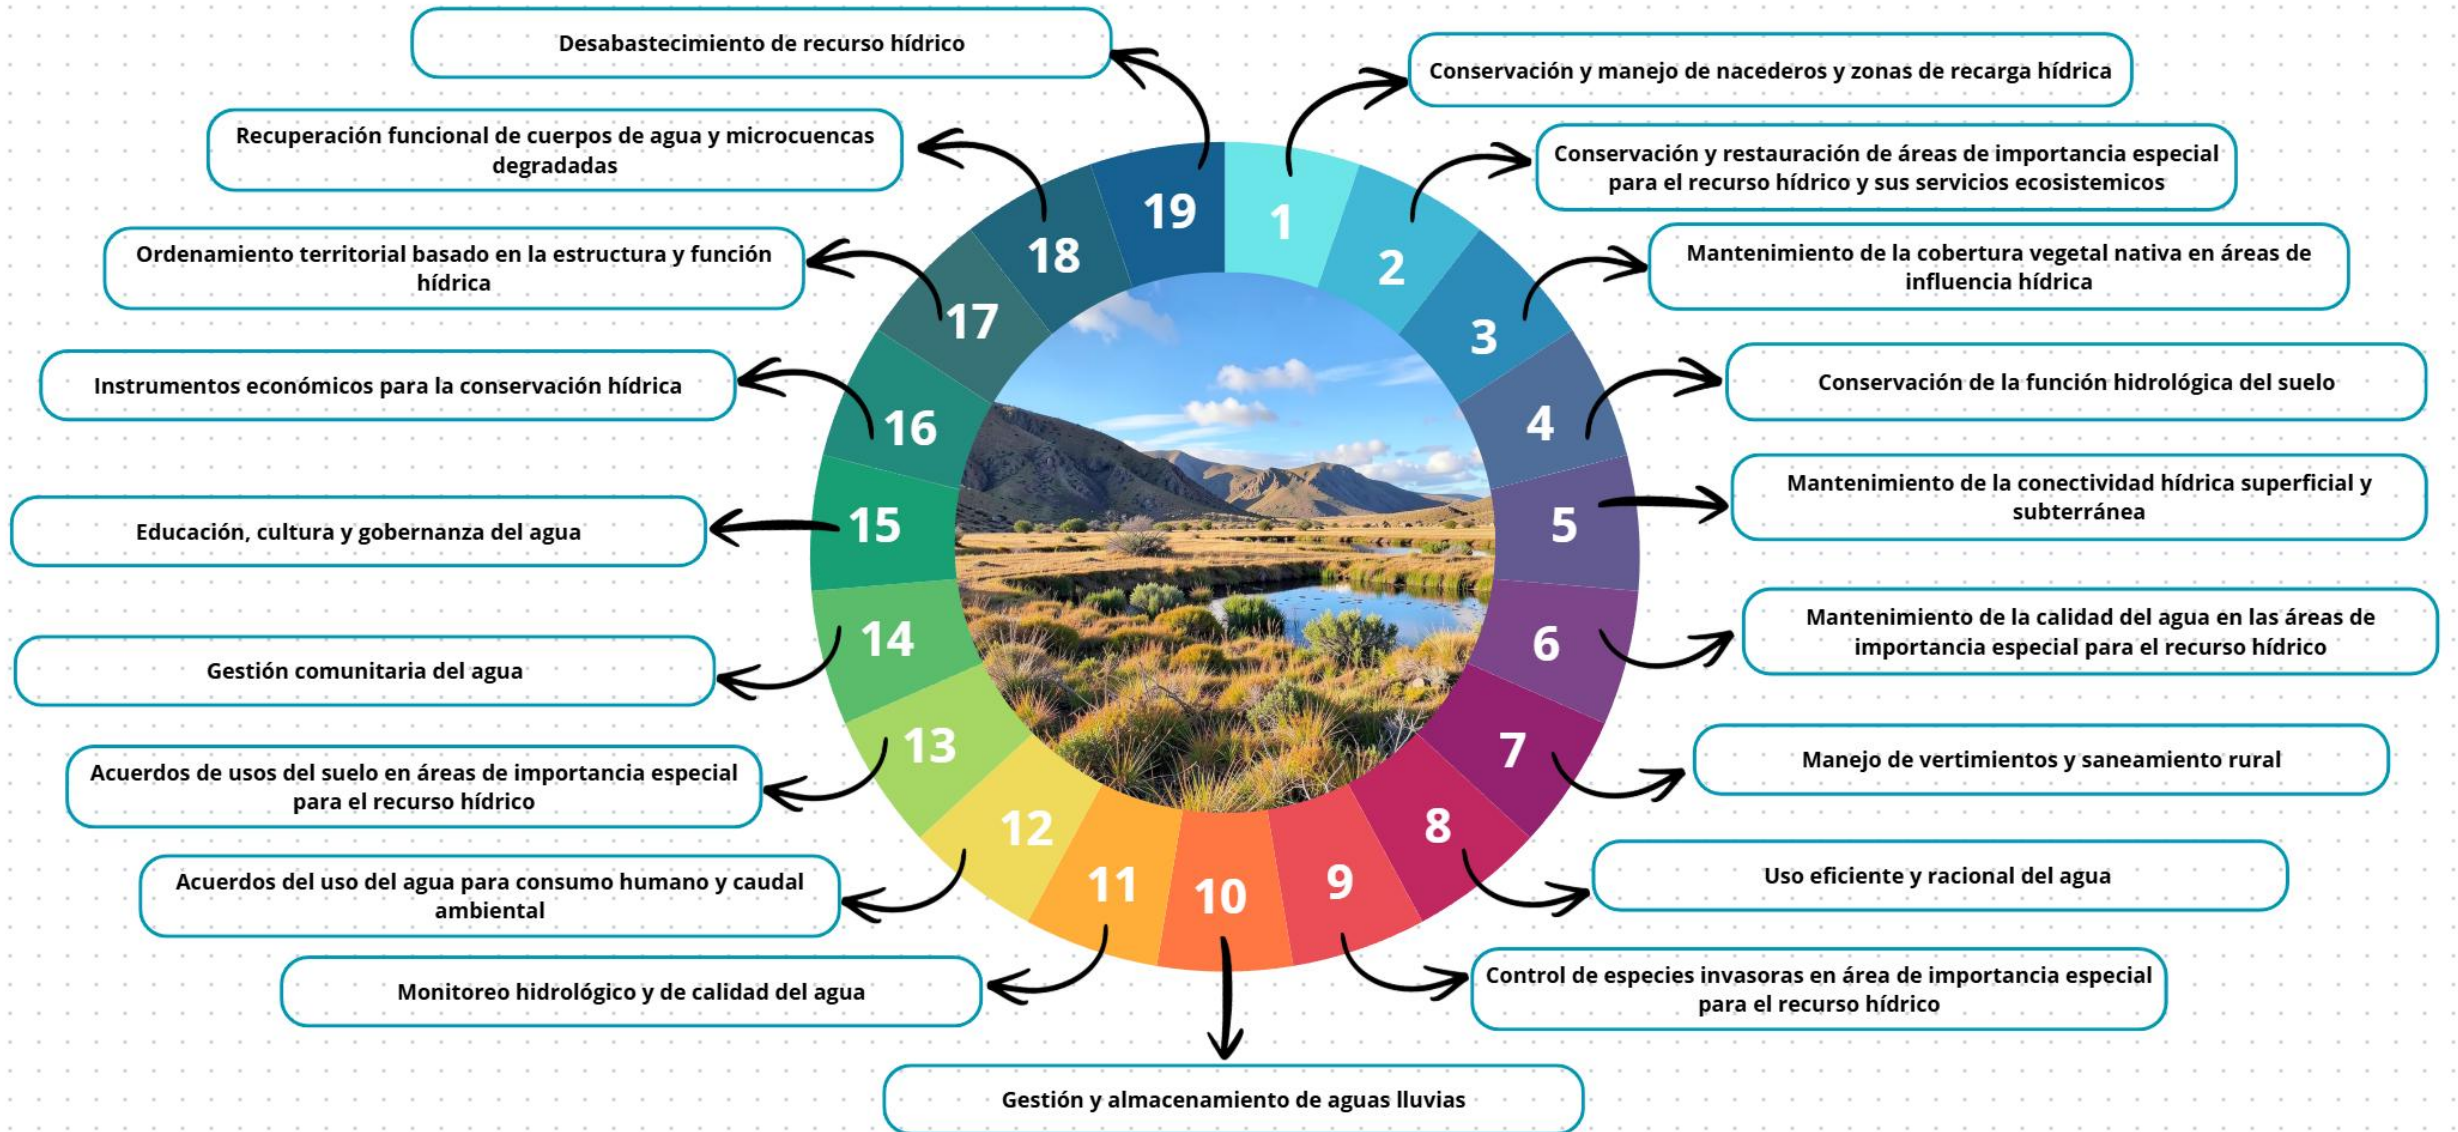 1
Conservación y manejo de nacederos y zonas de recarga hídrica
2
Conservación y restauración de áreas de importancia especial
para el recurso hídrico y sus servicios ecosistemicos
3
Mantenimiento de la cobertura vegetal nativa en áreas de
influencia hídrica
4
Conservación de la función hidrológica del suelo
5
Mantenimiento de la conectividad hídrica superficial y
subterránea
6
Mantenimiento de la calidad del agua en las áreas de
importancia especial para el recurso hídrico
7
Manejo de vertimientos y saneamiento rural
8
Uso eficiente y racional del agua
9
Control de especies invasoras en área de importancia especial
para el recurso hídrico
10
Gestión y almacenamiento de aguas lluvias
11
Monitoreo hidrológico y de calidad del agua
12
Acuerdos del uso del agua para consumo humano y caudal
ambiental
13
Acuerdos de usos del suelo en áreas de importancia especial
para el recurso hídrico
14
Gestión comunitaria del agua
15
Educación, cultura y gobernanza del agua
16
Instrumentos económicos para la conservación hídrica
17
Ordenamiento territorial basado en la estructura y función
hídrica
18
Recuperación funcional de cuerpos de agua y microcuencas
degradadas
19
Desabastecimiento de recurso hídrico